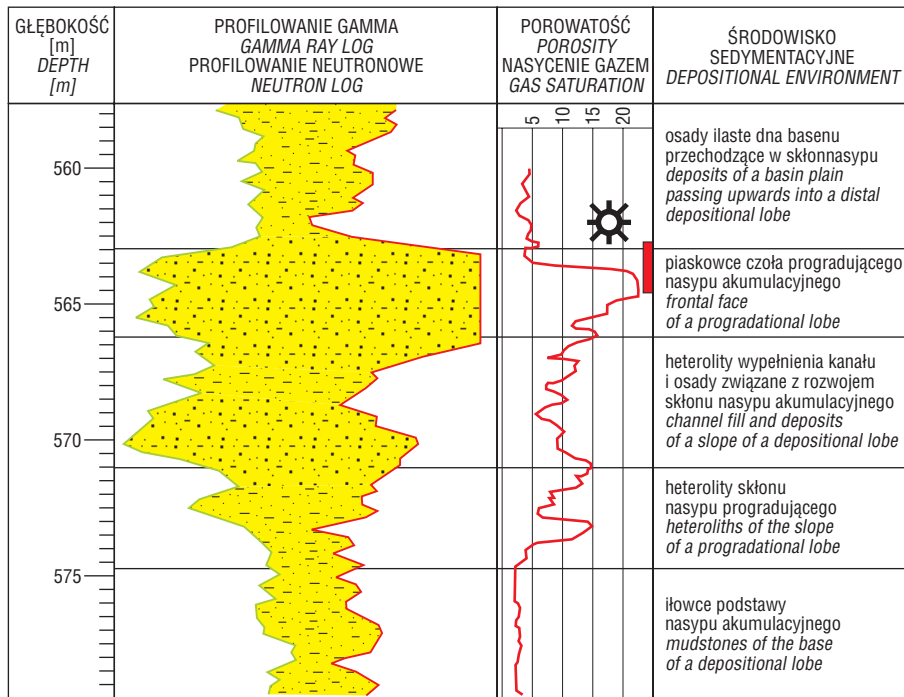 GŁĘBOKOŚĆ
[m]
DEPTH
[m]
PROFILOWANIE GAMMA
GAMMA RAY LOG
PROFILOWANIE NEUTRONOWE
NEUTRON LOG
POROWATOŚĆ
POROSITY
NASYCENIE GAZEM
GAS SATURATION
ŚRODOWISKO
SEDYMENTACYJNE
DEPOSITIONAL ENVIRONMENT
5 10 15 20
560
565
570
575
osady ilaste dna basenu
przechodzące w skłonnasypu
deposits of a basin plain
passing upwards into a distal
depositional lobe
piaskowce czoła progradującego
nasypu akumulacyjnego
frontal face
of a progradational lobe
heterolity wypełnienia kanału
i osady związane z rozwojem
skłonu nasypu akumulacyjnego
channel fill and deposits
of a slope of a depositional lobe
heterolity skłonu
nasypu progradującego
heteroliths of the slope
of a progradational lobe
iłowce podstawy
nasypu akumulacyjnego
mudstones of the base
of a depositional lobe